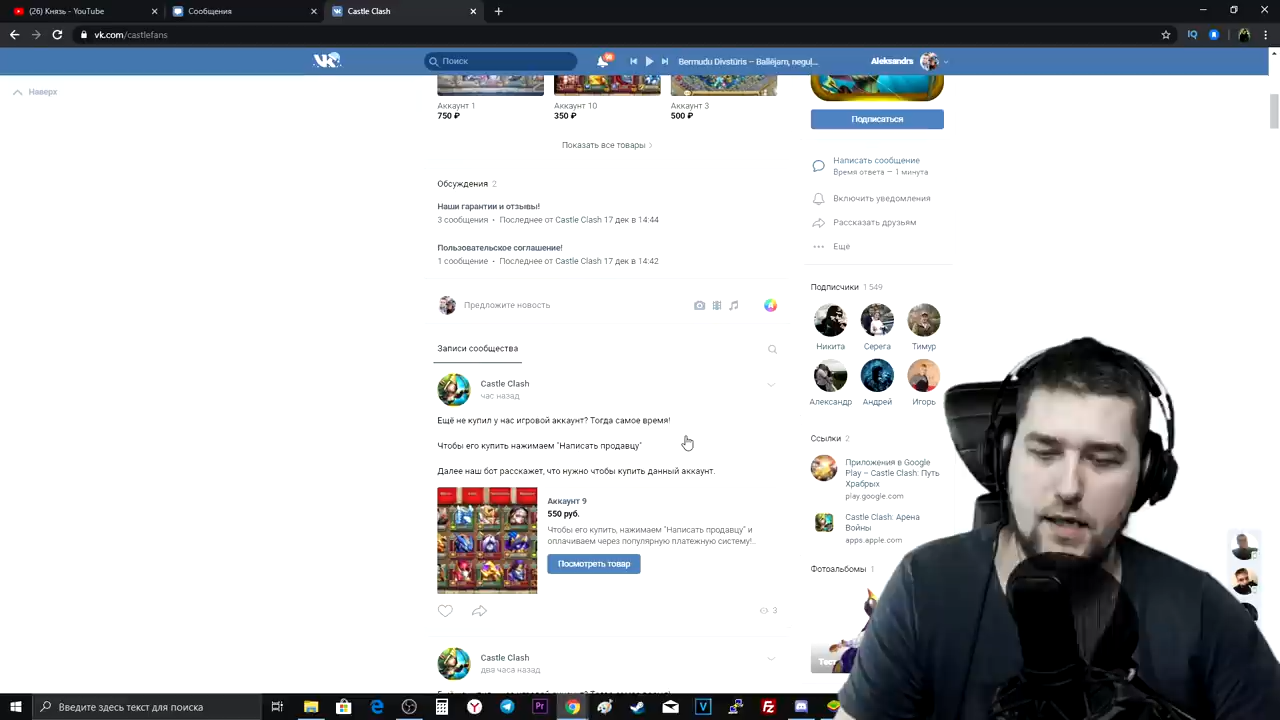 (26) Князь – YouTube
Сообщения
Castle Clash
vk.com/castlefans
IQ
Поиск
98
Bermudu Divstūris – Ballējam, neguļ...
Aleksandrs
Наверх
Аккаунт 1
750 ₽
Аккаунт 10
350 ₽
Аккаунт 3
500 ₽
Показать все товары
Обсуждения 2
Наши гарантии и отзывы!
3 сообщения • Последнее от Castle Clash 17 дек в 14:44
Пользовательское соглашение!
1 сообщение • Последнее от Castle Clash 17 дек в 14:42
Предложите новость
Записи сообщества
Castle Clash
час назад
Ещё не купил у нас игровой аккаунт? Тогда самое время!
Чтобы его купить нажимаем "Написать продавцу"
Далее наш бот расскажет, что нужно чтобы купить данный аккаунт.
Аккаунт 9
550 руб.
Чтобы его купить, нажимаем "Написать продавцу" и
оплачиваем через популярную платежную систему!..
Посмотреть товар
3
Castle Clash
два часа назад
Подписаться
Написать сообщение
Время ответа — 1 минута
Включить уведомления
Рассказать друзьям
Ещё
Подписчики 1 549
Никита
Серега
Тимур
Александр
Андрей
Игорь
Ссылки 2
Приложения в Google
Play – Castle Clash: Путь
Храбрых
play.google.com
Castle Clash: Арена
Войны
apps.apple.com
Фотоальбомы 1
Тест
Введите здесь текст для поиска